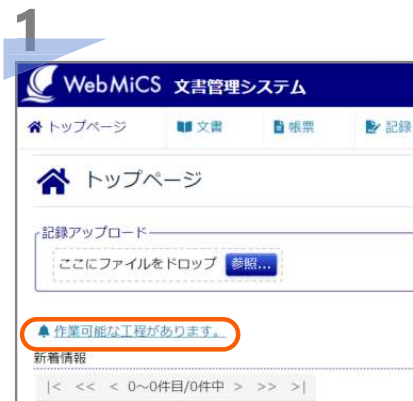 1
WebMiCS 文書管理システム
トップページ 文書 帳票 記録
トップページ
記録アップロード
ここにファイルをドロップ 参照...
作業可能な工程があります。
新着情報
|< << < 0~0件目/0件中 > >> >|